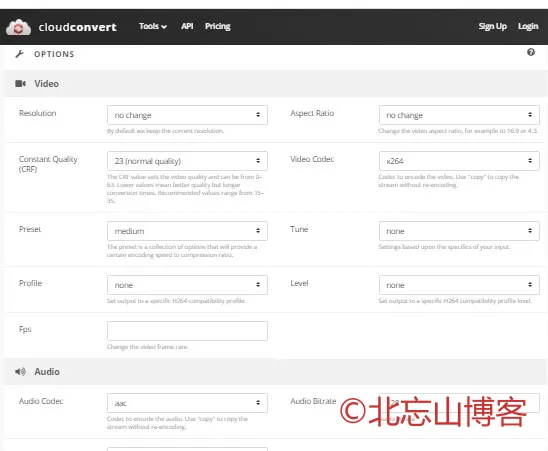 cloudconvert Tools API Pricing Sign Up Login
OPTIONS
Video
Resolution no change Aspect Ratio no change
By default we keep the current resolution. Change the video aspect ratio, for example to 16:9 or 4:3.
Constant Quality (CRF) 23 (normal quality) Video Codec x264
The CRF value sets the video quality and can be from 0–
63. Lower values mean better quality but longer
conversion times. Recommended values range from 15–
35.
Codec to encode the video. Use "copy" to copy the
stream without re-encoding.
Preset medium Tune none
The preset is a collection of options that will provide a
certain encoding speed to compression ratio.
Settings based upon the specifics of your input.
Profile none Level none
Set output to a specific H264 compatibility profile. Set output to a specific H264 compatibility profile level.
Fps
Change the video frame rate.
Audio
Audio Codec aac Audio Bitrate
Codec to encode the audio. Use "copy" to copy the
stream without re-encoding.
©北忘山博客